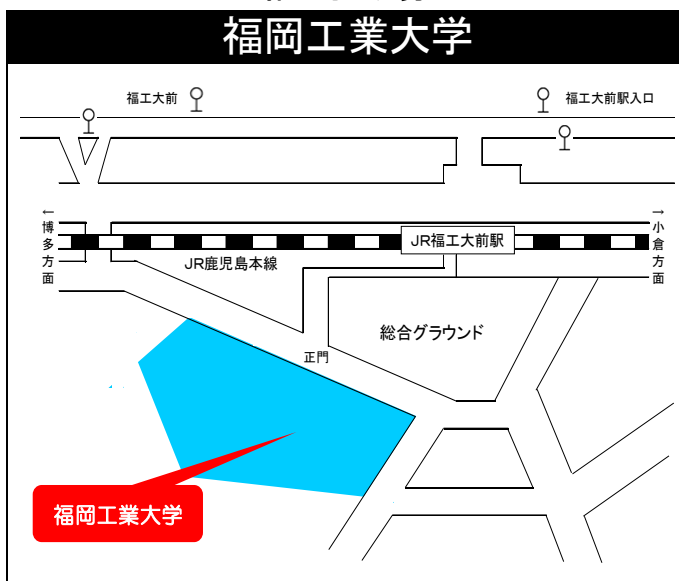 福岡工業大学
福工大前
福工大前駅入口
←博多方面
→小倉方面
JR福工大前駅
JR鹿児島本線
総合グラウンド
正門
福岡工業大学